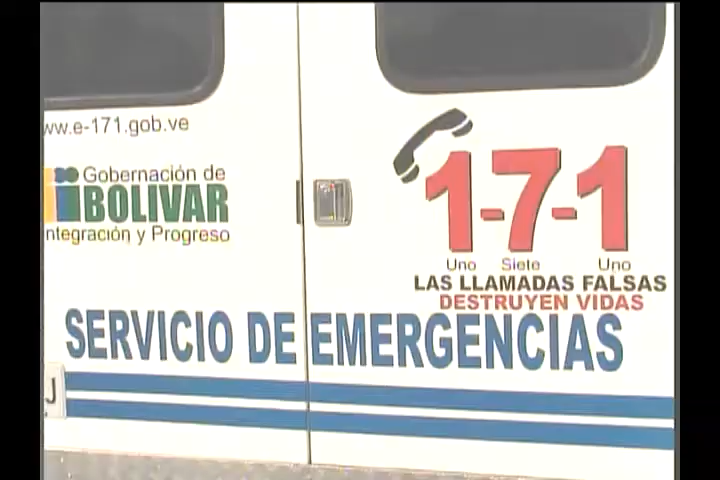 ww.e-171.gob.ve
Gobernación de
BOLIVAR
ntegración y Progreso
1-7-1
Uno Siete Uno
LAS LLAMADAS FALSAS
DESTRUYEN VIDAS
SERVICIO DE EMERGENCIAS
J